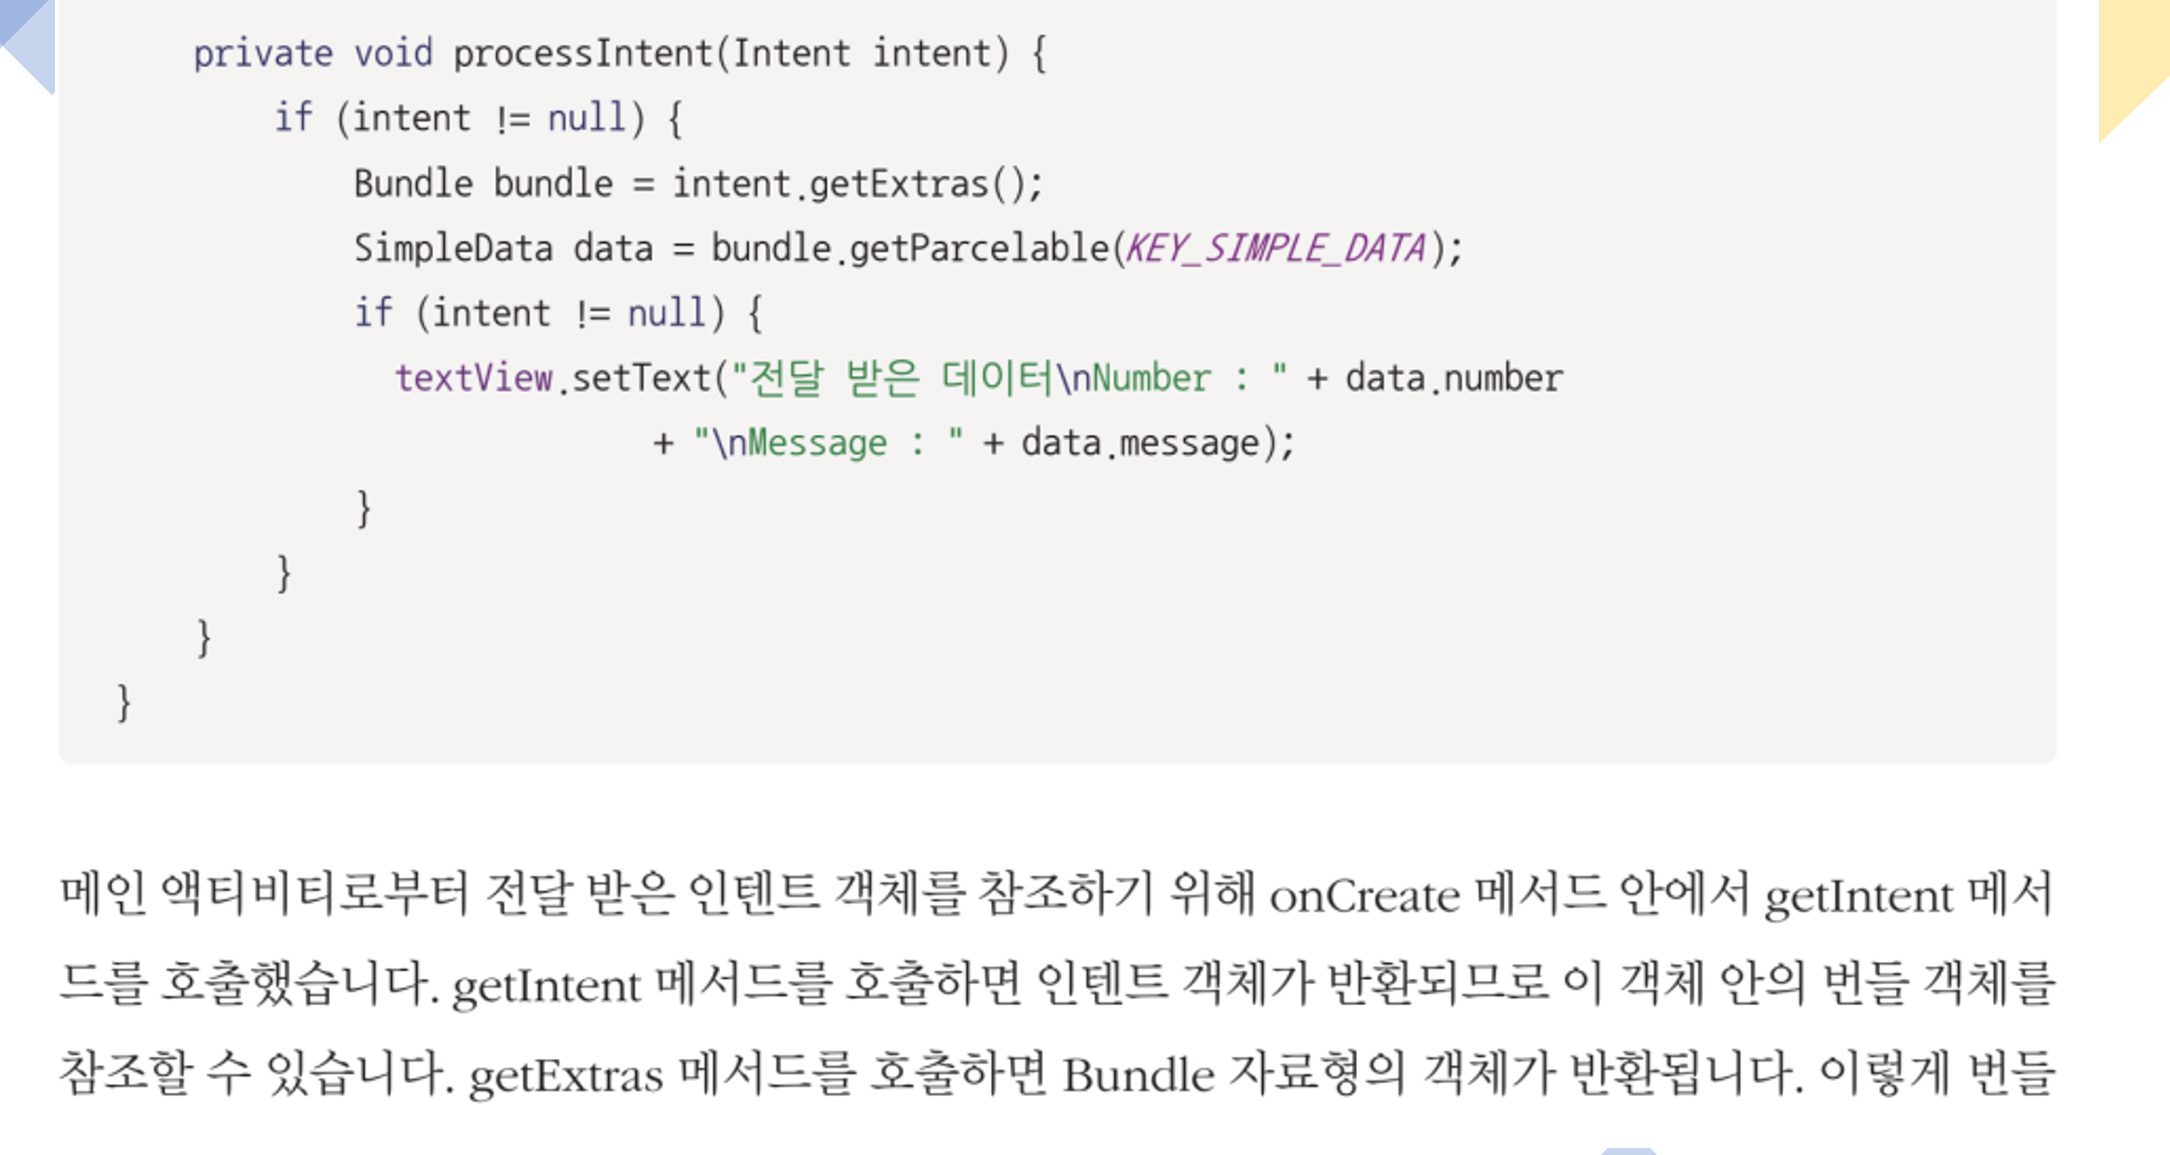 private void processIntent(Intent intent) {
if (intent != null) {
Bundle bundle = intent.getExtras();
SimpleData data = bundle.getParcelable(KEY_SIMPLE_DATA);
if (intent != null) {
textView.setText("전달 받은 데이터\nNumber : " + data.number
+ "\nMessage : " + data.message);
}
}
}
}
메인 액티비티로부터 전달 받은 인텐트 객체를 참조하기 위해 onCreate 메서드 안에서 getIntent 메서
드를 호출했습니다. getIntent 메서드를 호출하면 인텐트 객체가 반환되므로 이 객체 안의 번들 객체를
참조할 수 있습니다. getExtras 메서드를 호출하면 Bundle 자료형의 객체가 반환됩니다. 이렇게 번들